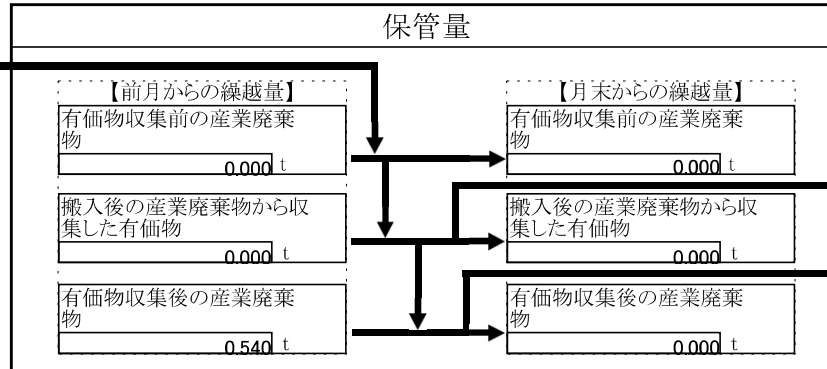 保管量
【前月からの繰越量】
有価物収集前の産業廃棄
物
0.000 t
搬入後の産業廃棄物から収
集した有価物
0.000 t
有価物収集後の産業廃棄
物
0.540 t
【月末からの繰越量】
有価物収集前の産業廃棄
物
0.000 t
搬入後の産業廃棄物から収
集した有価物
0.000 t
有価物収集後の産業廃棄
物
0.000 t